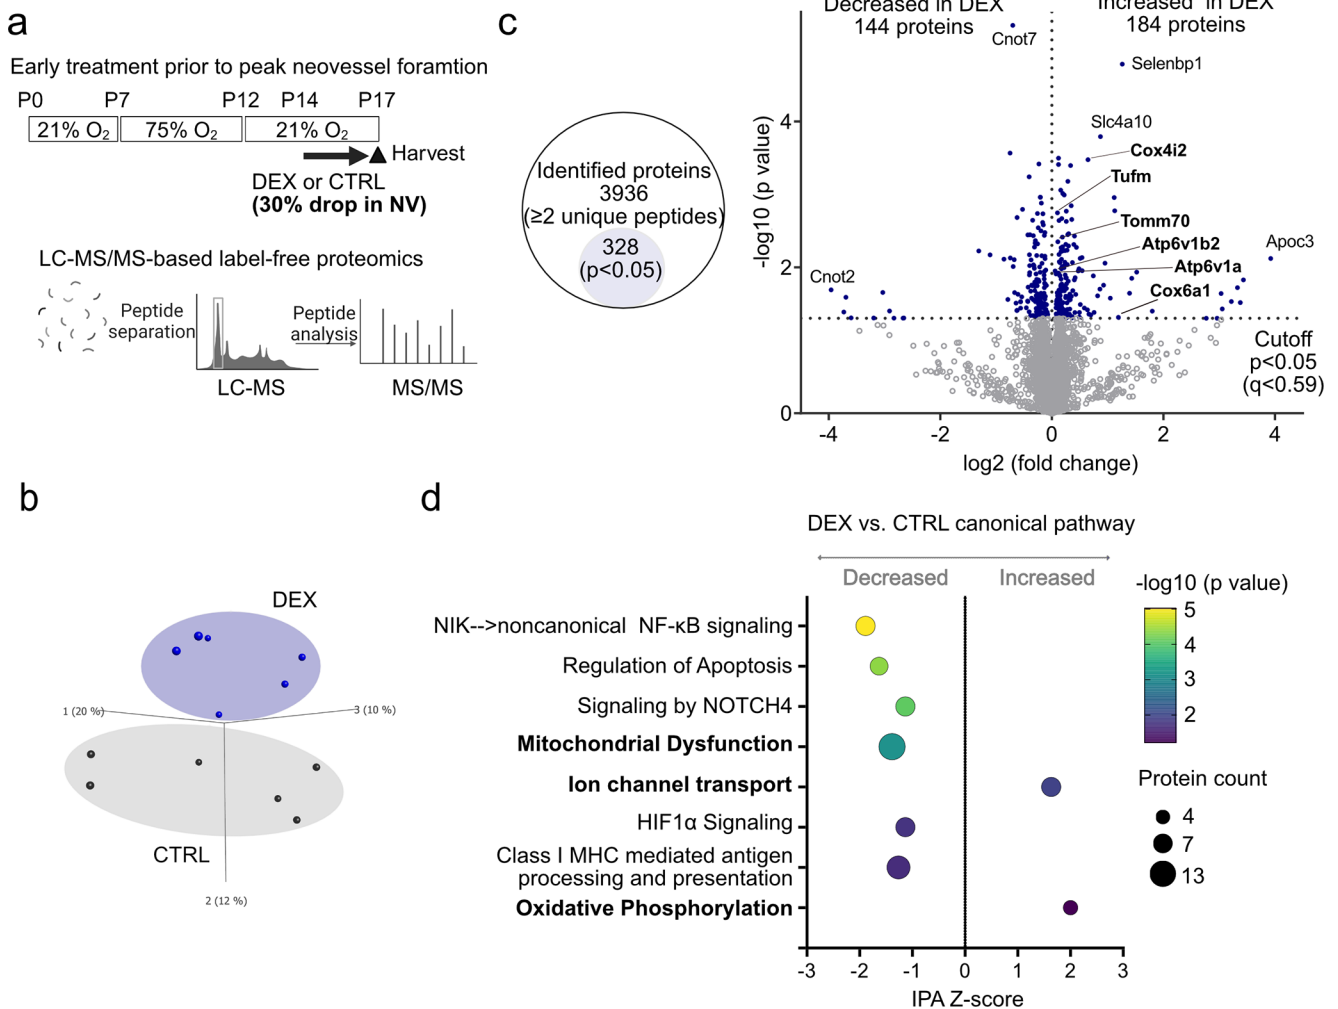 a
Early treatment prior to peak neovessel foramtion
P0 P7 P12 P14 P17
21% O2 75% O2 21% O2
Harvest
DEX or CTRL
(30% drop in NV)
LC-MS/MS-based label-free proteomics
Peptide
separation
LC-MS
Peptide
analysis
MS/MS
c
Identified proteins
3936
(≥2 unique peptides)
328
(p<0.05)
Decreased in DEX
144 proteins
Increased in DEX
184 proteins
Cnot7
Selenbp1
Slc4a10
Cox4i2
Tufm
Tomm70
Atp6v1b2
Atp6v1a
Cox6a1
Apoc3
Cnot2
Cutoff
p<0.05
(q<0.59)
-log10 (p value)
4
2
0
-4 -2 0 2 4
log2 (fold change)
b
DEX
1 (20 %)
3 (10 %)
CTRL
2 (12 %)
d
DEX vs. CTRL canonical pathway
Decreased Increased
NIK-->noncanonical NF-κB signaling
Regulation of Apoptosis
Signaling by NOTCH4
Mitochondrial Dysfunction
Ion channel transport
HIF1α Signaling
Class I MHC mediated antigen
processing and presentation
Oxidative Phosphorylation
-3 -2 -1 0 1 2 3
IPA Z-score
-log10 (p value)
5
4
3
2
Protein count
4
7
13